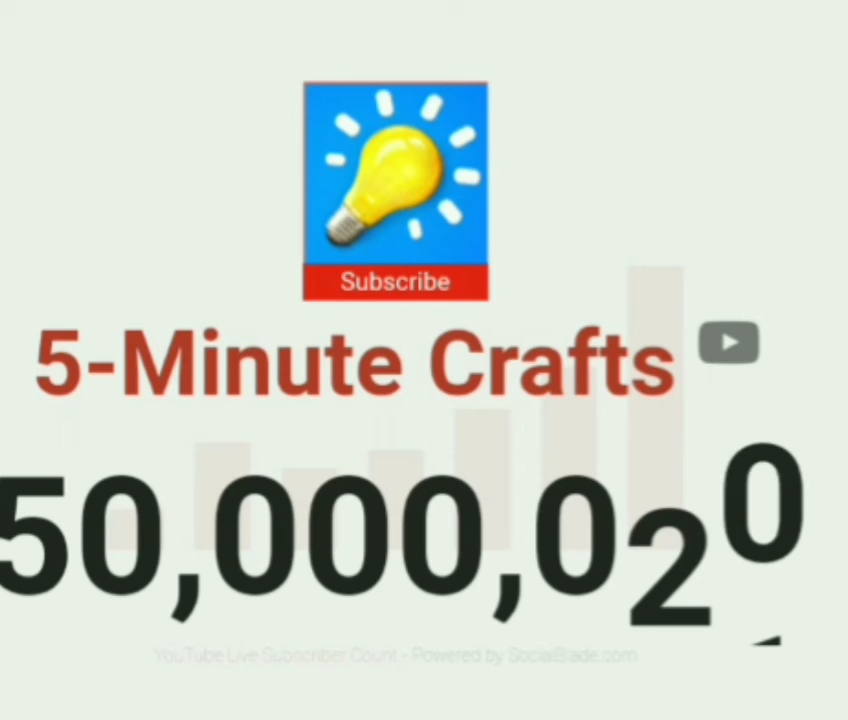 Subscribe
5-Minute Crafts
50,000,020
YouTube Live Subscriber Count - Powered by SocialBlade.com